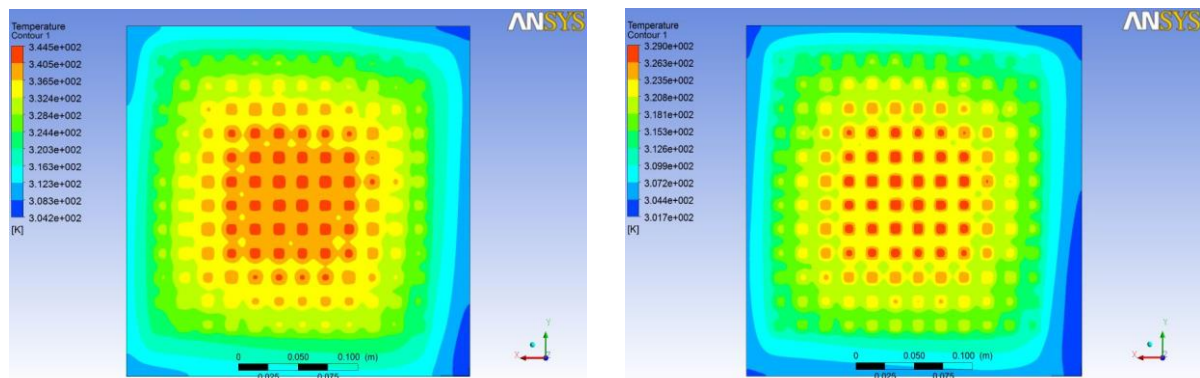 ANSYS
Temperature
Contour 1
3.445e+002
3.405e+002
3.365e+002
3.324e+002
3.284e+002
3.244e+002
3.203e+002
3.163e+002
3.123e+002
3.083e+002
3.042e+002
[K]
0 0.050 0.100 (m)
0.025 0.075
Y
X
Z
ANSYS
Temperature
Contour 1
3.290e+002
3.263e+002
3.235e+002
3.208e+002
3.181e+002
3.153e+002
3.126e+002
3.099e+002
3.072e+002
3.044e+002
3.017e+002
[K]
0 0.050 0.100 (m)
0.025 0.075
Y
X
Z